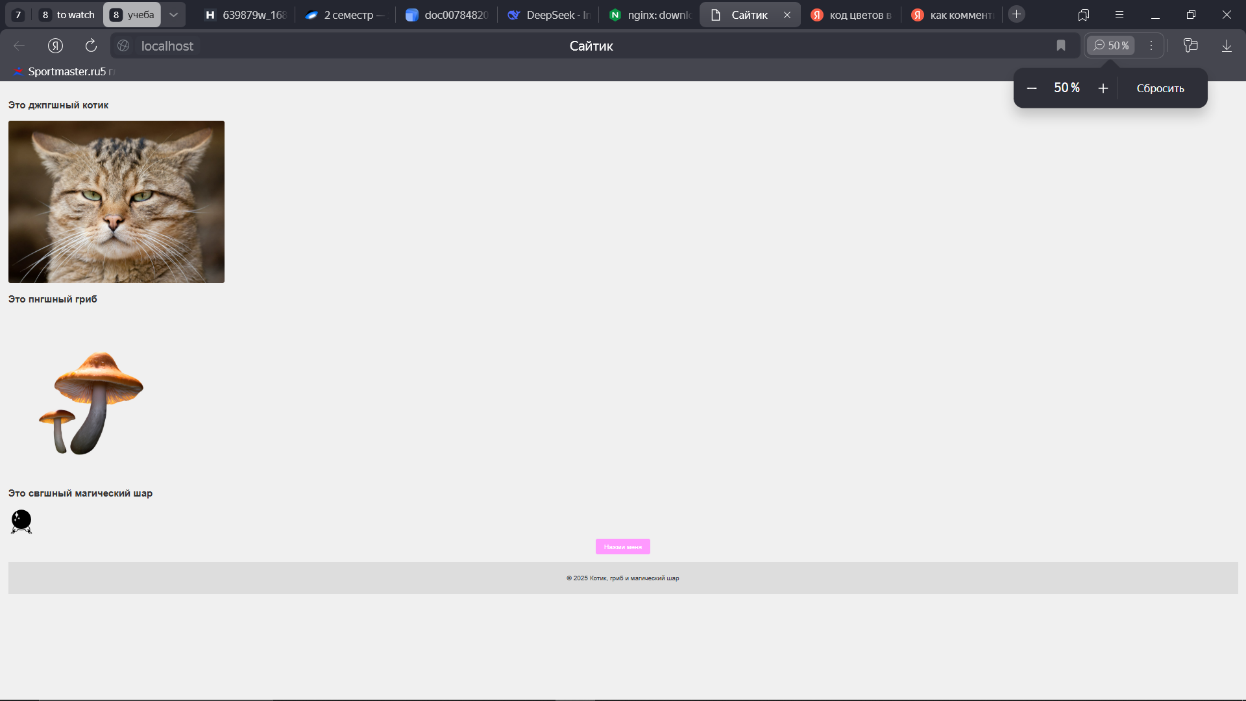 7
8 to watch
8 учеба
H 639879w_168
2 семестр —
doc00784820
DeepSeek - I
N nginx: downl
Сайтик
Я код цветов в
Я как коммент
Я
localhost
Сайтик
50 %
Sportmaster.ru5 г
50 %
Сбросить
Это джпгшный котик
Это пнгшный гриб
Это свгшный магический шар
Нажми меня
© 2025 Котик, гриб и магический шар